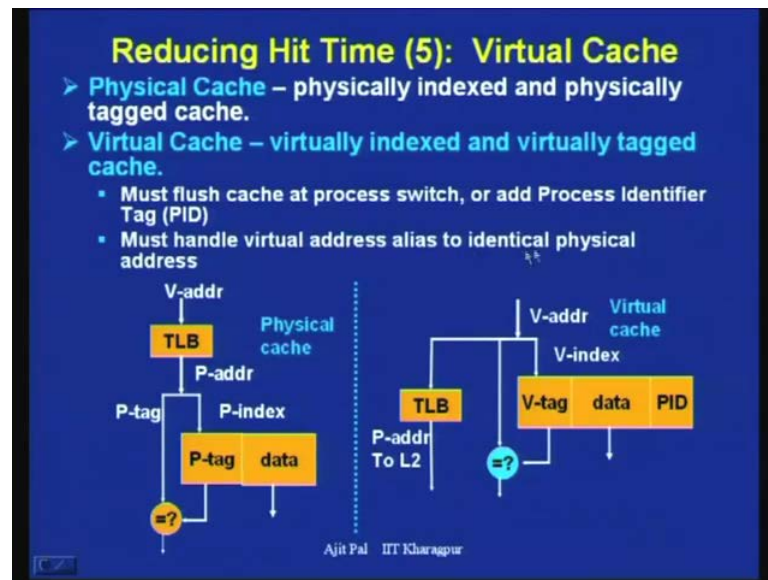 Reducing Hit Time (5): Virtual Cache
➢ Physical Cache – physically indexed and physically
tagged cache.
➢ Virtual Cache – virtually indexed and virtually tagged
cache.
▪ Must flush cache at process switch, or add Process Identifier
Tag (PID)
▪ Must handle virtual address alias to identical physical
address
V-addr
TLB
Physical
cache
P-addr
P-tag
P-index
P-tag data
=?
V-addr
Virtual
cache
V-index
TLB
V-tag data PID
P-addr
To L2
=?
Ajit Pal IIT Kharagpur